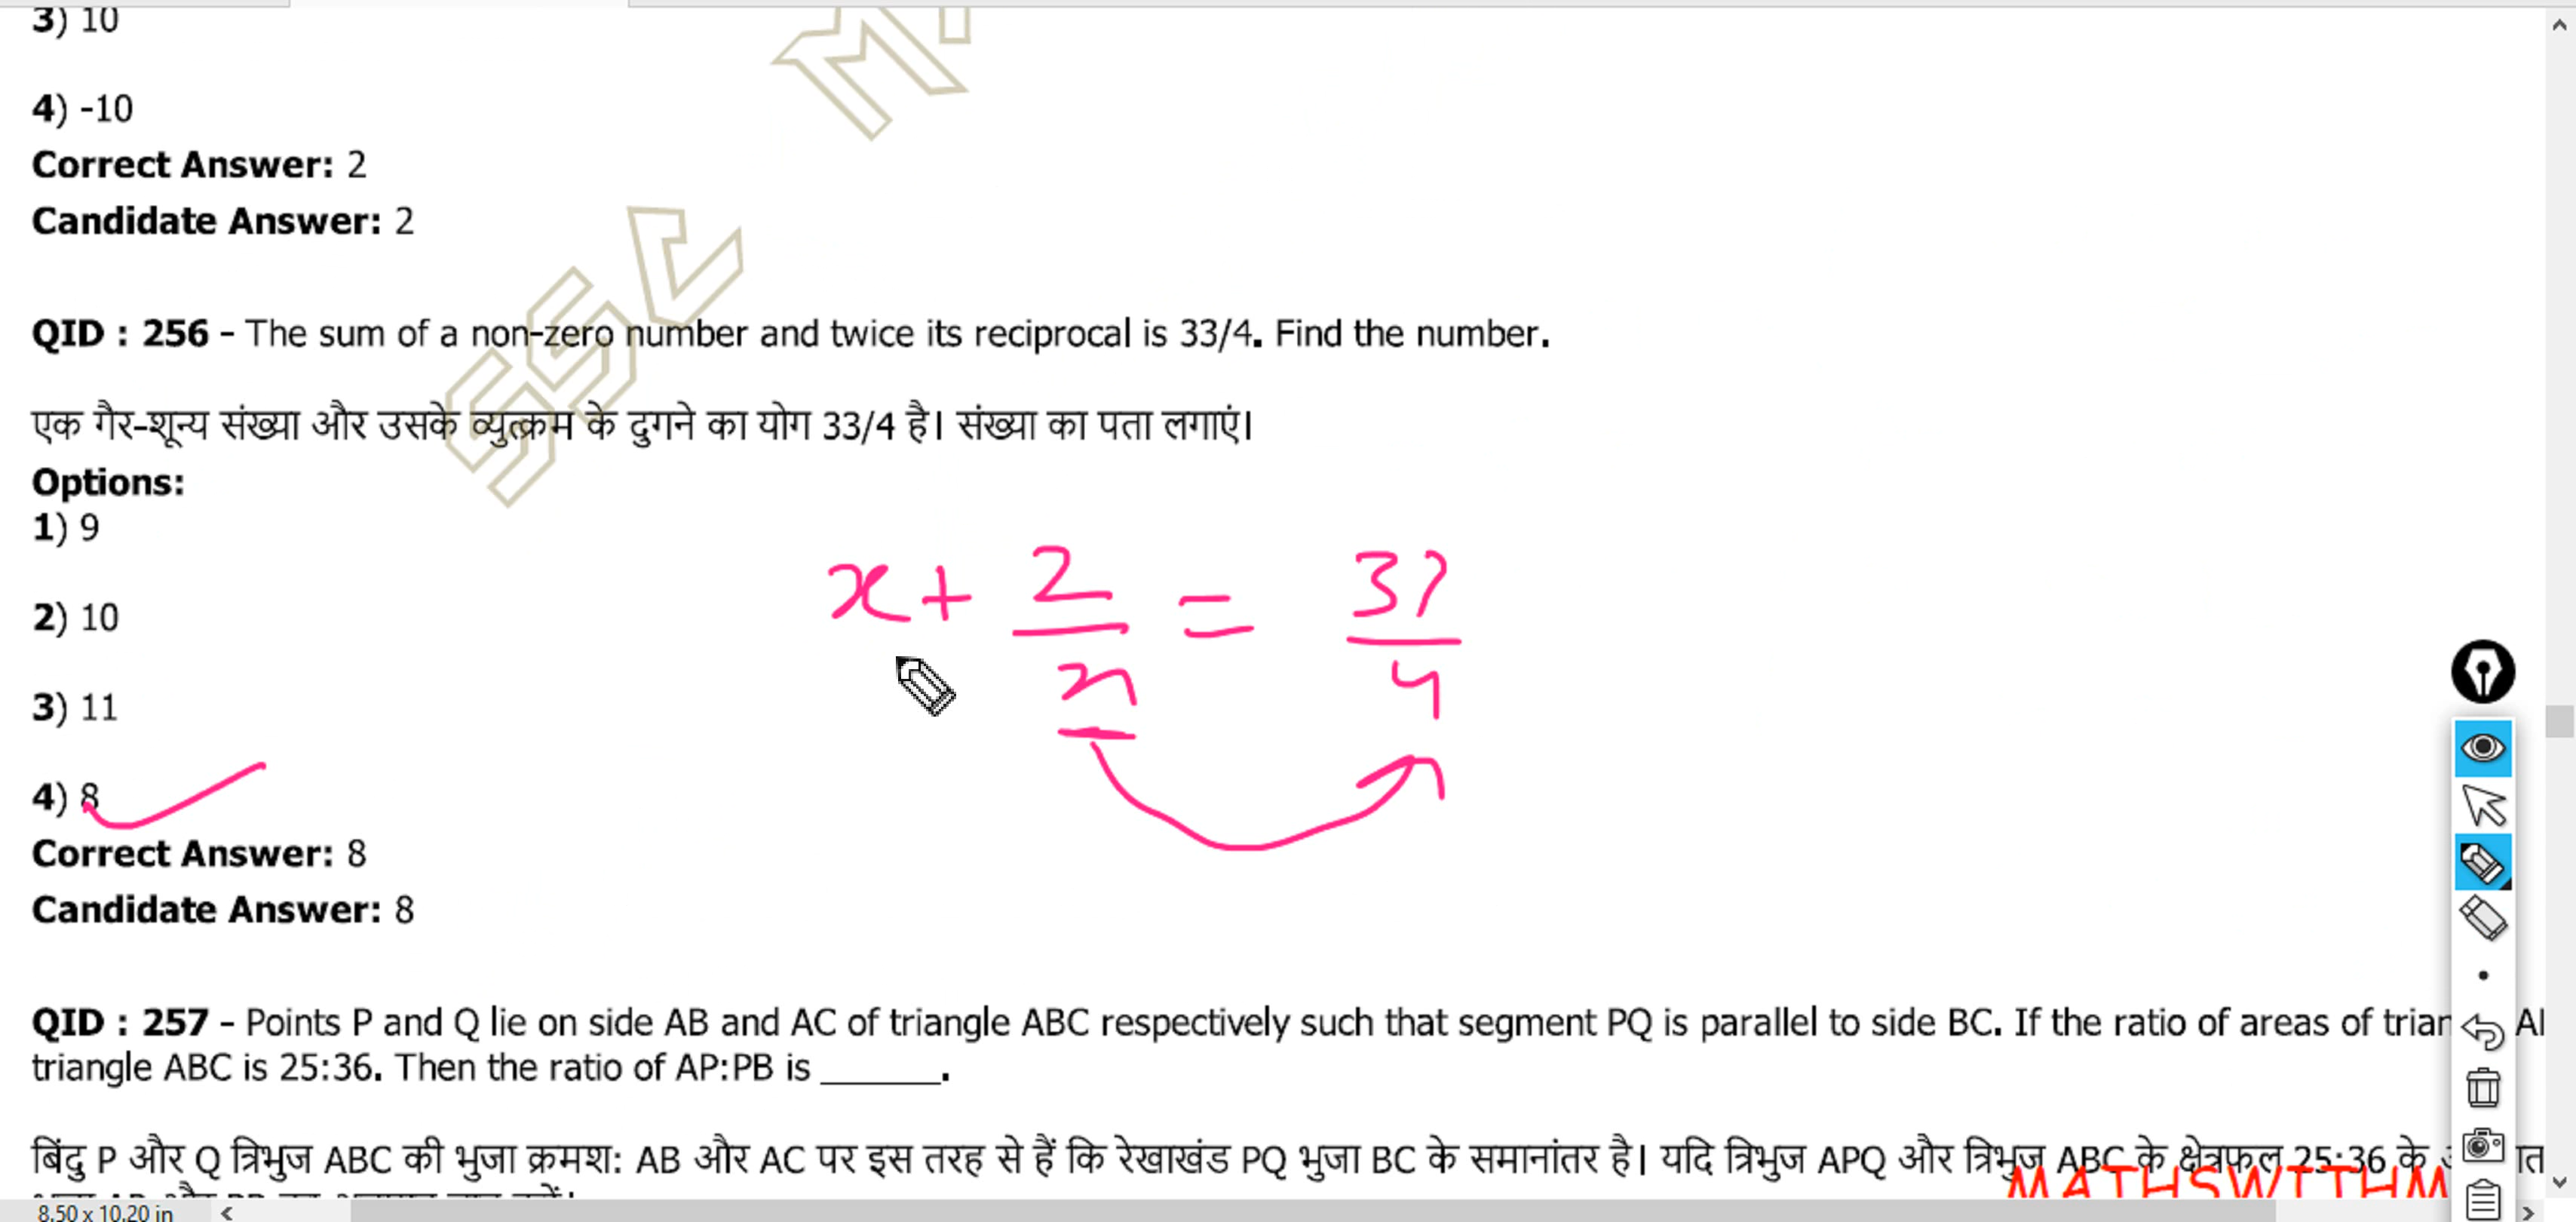 3) 10
4) -10
Correct Answer: 2
Candidate Answer: 2
SSC
QID : 256 - The sum of a non-zero number and twice its reciprocal is 33/4. Find the number.
एक गैर-शून्य संख्या और उसके व्युत्क्रम के दुगने का योग 33/4 है। संख्या का पता लगाएं।
Options:
1) 9
2) 10
3) 11
4) 8
x + 2/x = 33/4
Correct Answer: 8
Candidate Answer: 8
QID : 257 - Points P and Q lie on side AB and AC of triangle ABC respectively such that segment PQ is parallel to side BC. If the ratio of areas of
triangle ABC is 25:36. Then the ratio of AP:PB is ______.
बिंदु P और Q त्रिभुज ABC की भुजा क्रमश: AB और AC पर इस तरह से हैं कि रेखाखंड PQ भुजा BC के समानांतर है। यदि त्रिभुज APQ और त्रिभुज ABC के क्षेत्रफल 25:36 के
MATHSWITHM
8.50 x 10.20 in